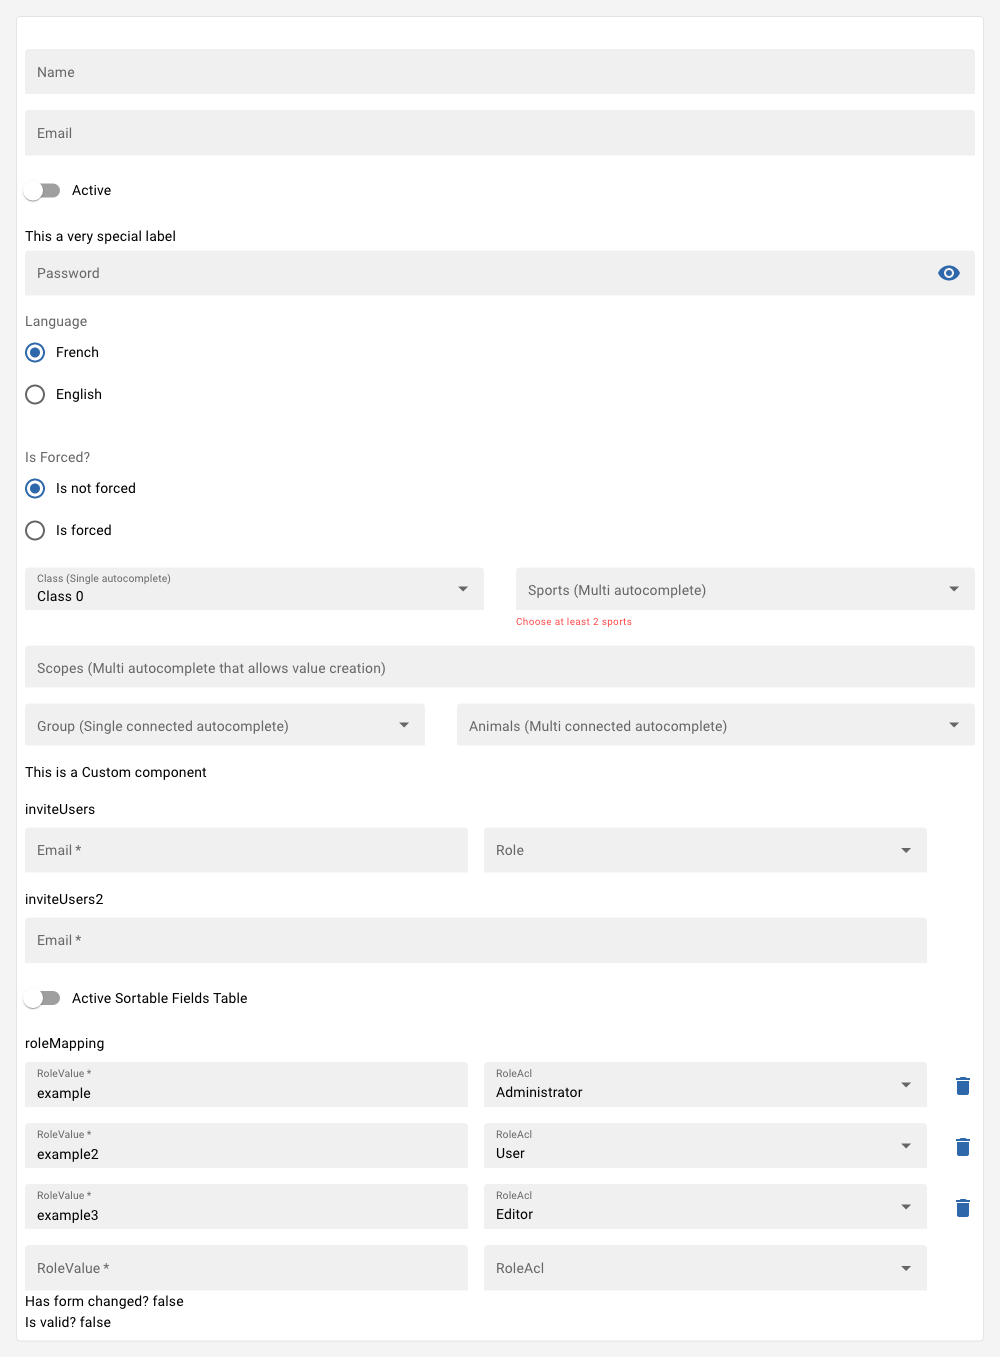 Name
Email
Active
This a very special label
Password
Language
French
English
Is Forced?
Is not forced
Is forced
Class (Single autocomplete)
Class 0
Sports (Multi autocomplete)
Choose at least 2 sports
Scopes (Multi autocomplete that allows value creation)
Group (Single connected autocomplete)
Animals (Multi connected autocomplete)
This is a Custom component
inviteUsers
Email *
Role
inviteUsers2
Email *
Active Sortable Fields Table
roleMapping
RoleValue *
example
RoleAcl
Administrator
RoleValue *
example2
RoleAcl
User
RoleValue *
example3
RoleAcl
Editor
RoleValue *
RoleAcl
Has form changed? false
Is valid? false